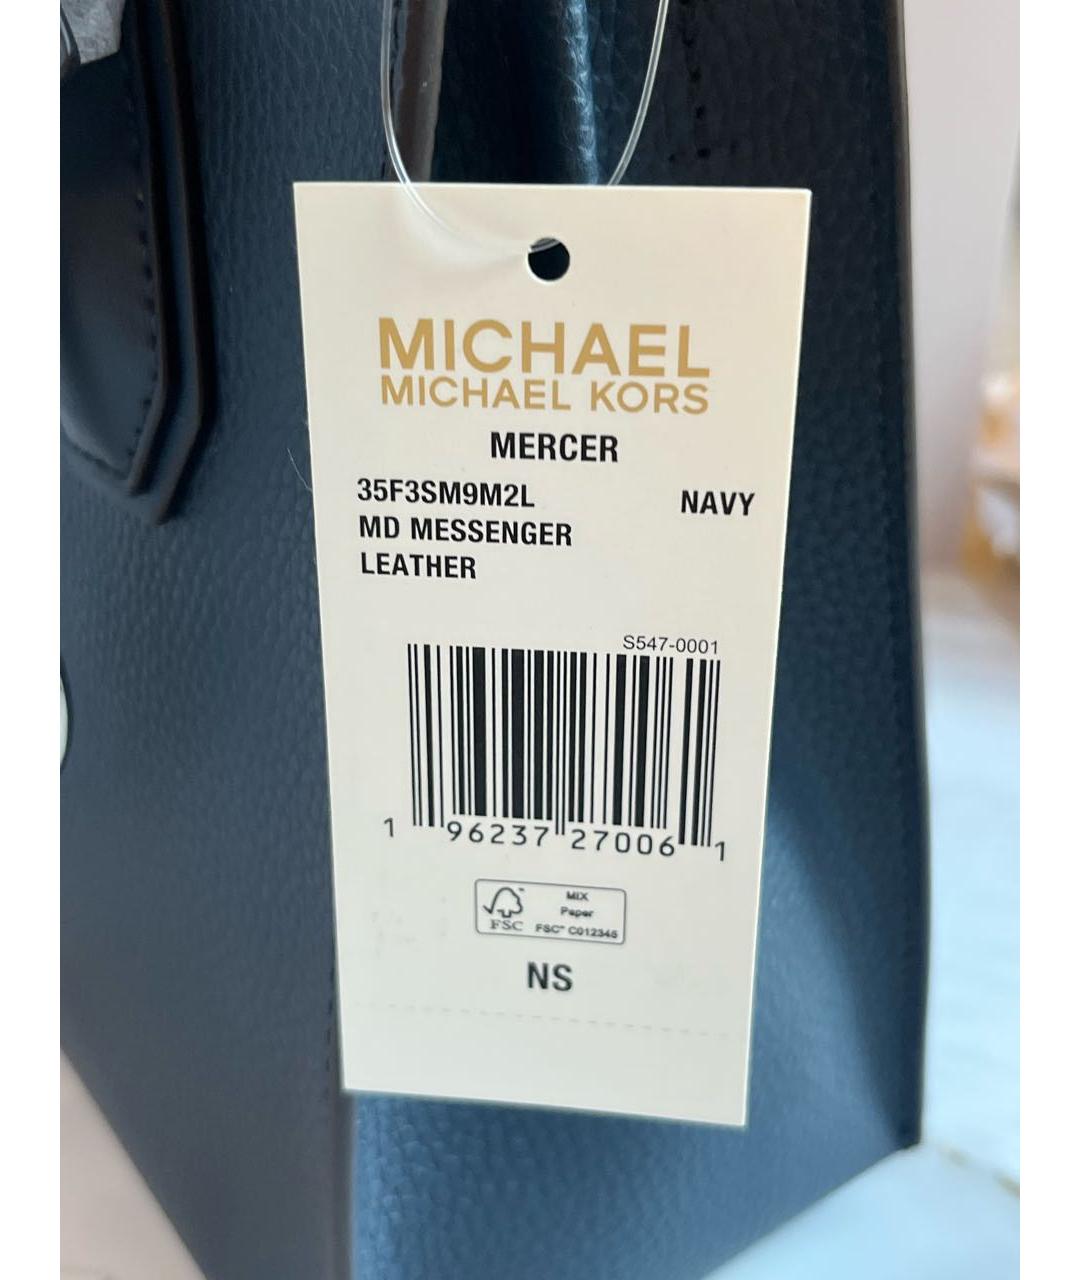 MICHAEL
MICHAEL KORS
MERCER
35F3SM9M2L NAVY
MD MESSENGER
LEATHER
S547-0001
1 96237 27006 1
FSC
MIX
Paper
FSC™ C012345
NS